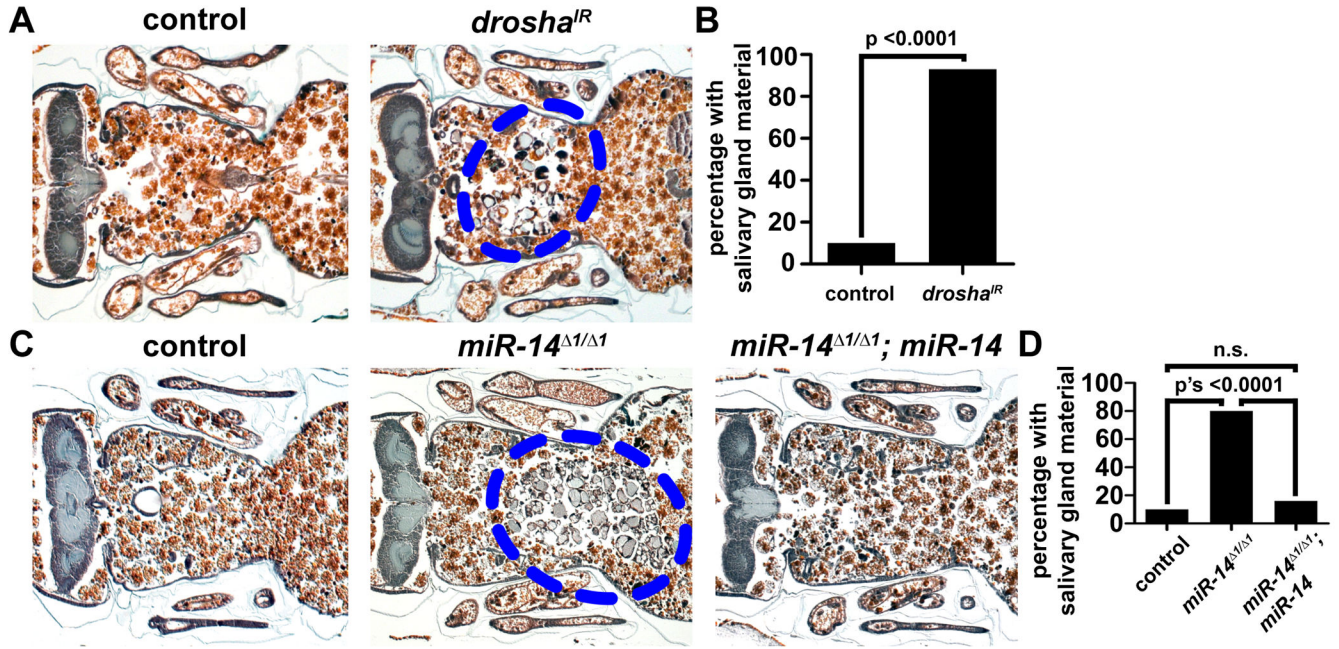 A
control
drosha^IR
B
p <0.0001
percentage with
salivary gland material
100
80
60
40
20
0
control
drosha^IR
C
control
miR-14^Δ1/Δ1
miR-14^Δ1/Δ1; miR-14
D
n.s.
p's <0.0001
percentage with
salivary gland material
100
80
60
40
20
0
control
miR-14^Δ1/Δ1
miR-14^Δ1/Δ1;
miR-14